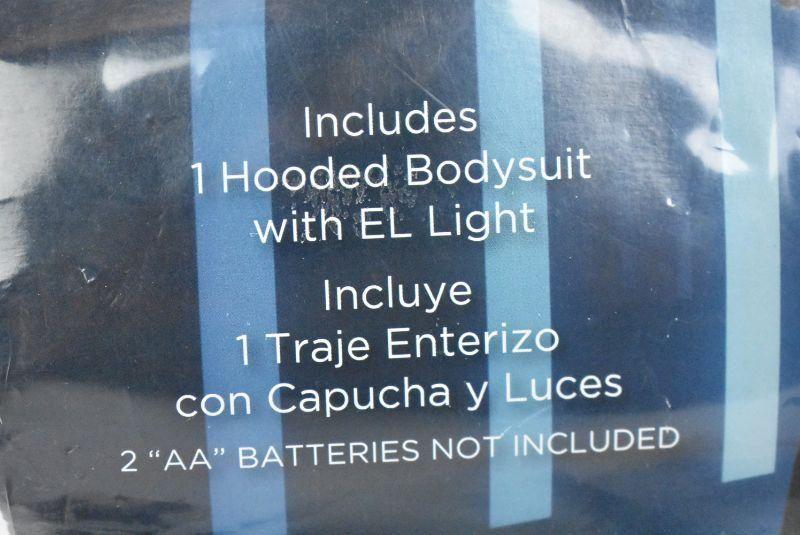 Includes
1 Hooded Bodysuit
with EL Light
Incluye
1 Traje Enterizo
con Capucha y Luces
2 “AA” BATTERIES NOT INCLUDED